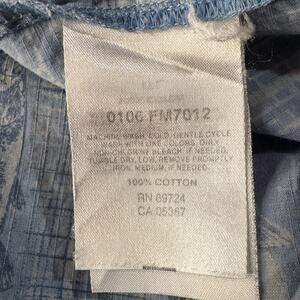 0106 FM7012
MACHINE WASH, COLD, GENTLE CYCLE
WASH WITH LIKE COLORS, ONLY
NON-CHLORINE BLEACH, IF NEEDED,
TUMBLE DRY, LOW, REMOVE PROMPTLY
IRON, MEDIUM, IF NEEDED
100% COTTON
RN 69724
CA 05367